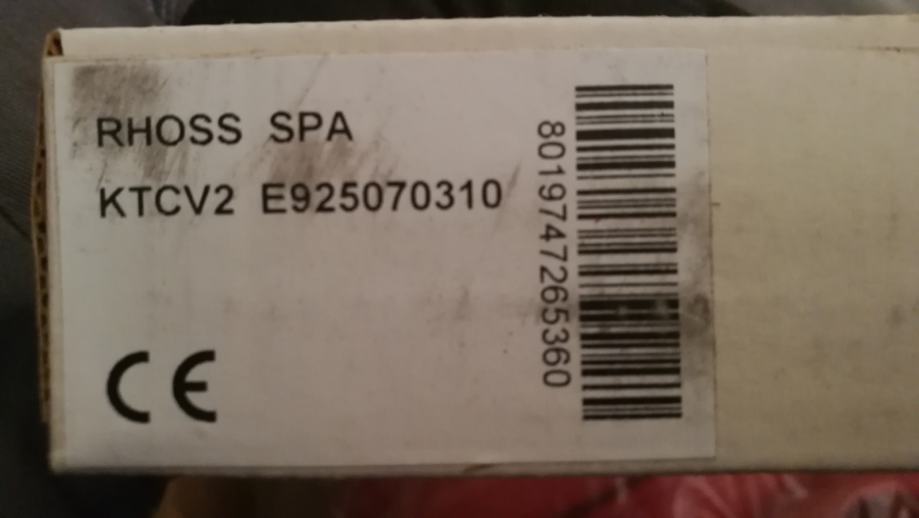 RHOSS SPA
KTCV2 E925070310
CE
8019747265360